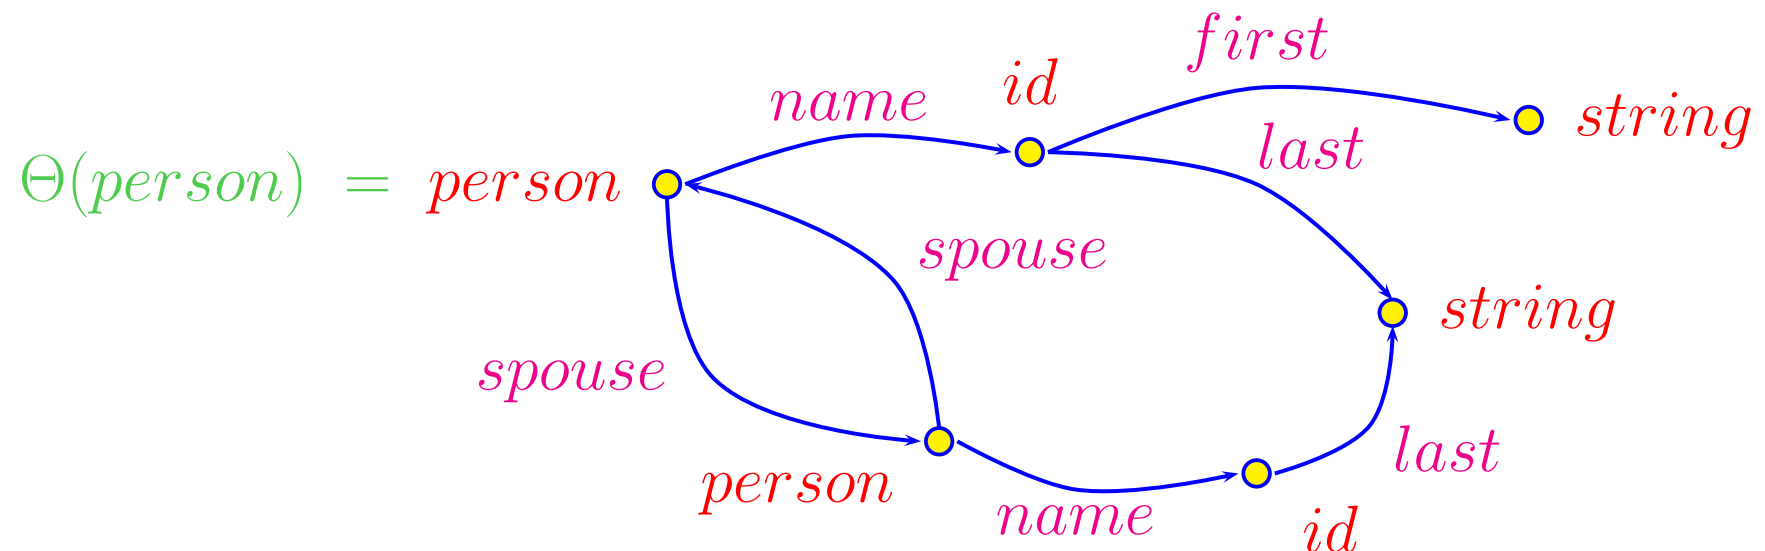 first
id
name
string
last
Θ(person) = person
spouse
string
spouse
last
person
name
id